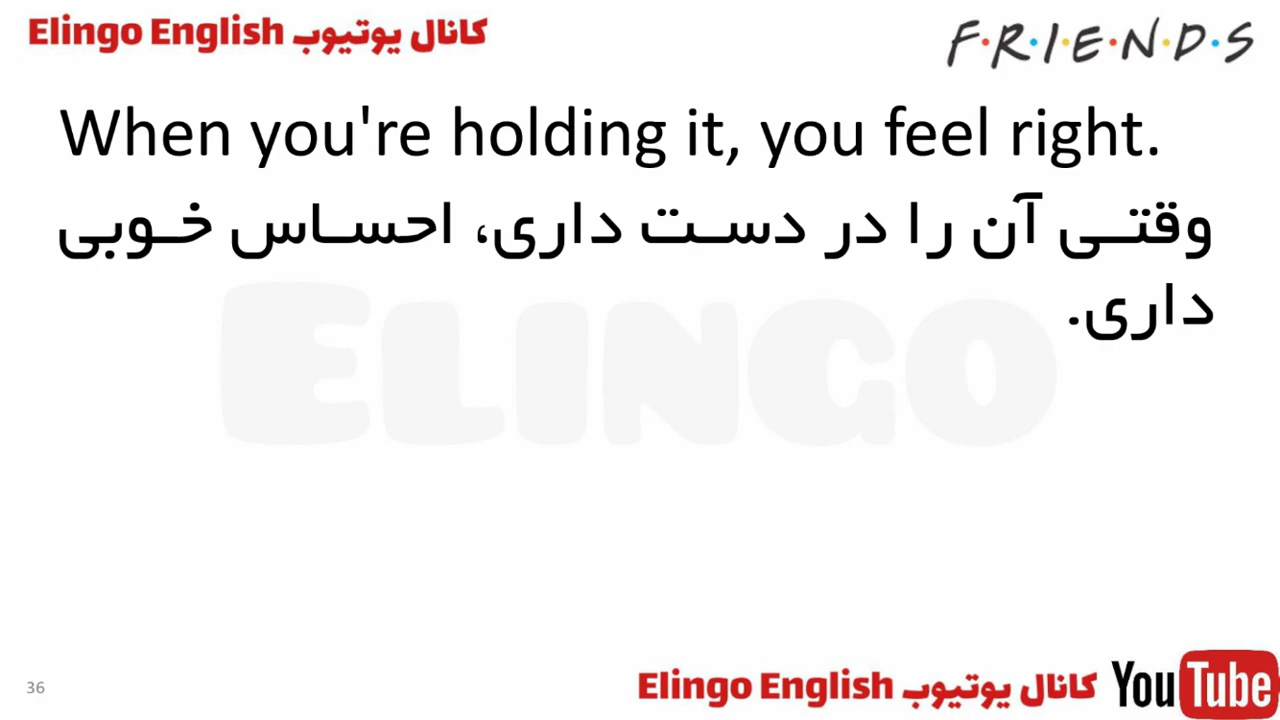 کانال یوتیوب Elingo English
F·R·I·E·N·D·S
When you're holding it, you feel right.
وقتی آن را در دست داری، احساس خوبی
داری.
ELINGO
36
کانال یوتیوب Elingo English
YouTube